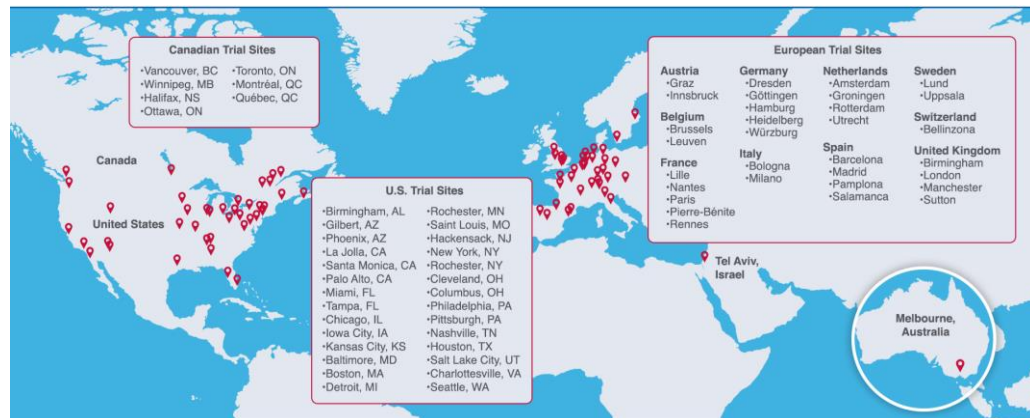 Canadian Trial Sites
•Vancouver, BC
•Winnipeg, MB
•Halifax, NS
•Ottawa, ON
•Toronto, ON
•Montréal, QC
•Québec, QC
Canada
United States
U.S. Trial Sites
•Birmingham, AL
•Gilbert, AZ
•Phoenix, AZ
•La Jolla, CA
•Santa Monica, CA
•Palo Alto, CA
•Miami, FL
•Tampa, FL
•Chicago, IL
•Iowa City, IA
•Kansas City, KS
•Baltimore, MD
•Boston, MA
•Detroit, MI
•Rochester, MN
•Saint Louis, MO
•Hackensack, NJ
•New York, NY
•Rochester, NY
•Cleveland, OH
•Columbus, OH
•Philadelphia, PA
•Pittsburgh, PA
•Nashville, TN
•Houston, TX
•Salt Lake City, UT
•Charlottesville, VA
•Seattle, WA
European Trial Sites
Austria
•Graz
•Innsbruck
Belgium
•Brussels
•Leuven
France
•Lille
•Nantes
•Paris
•Pierre-Bénite
•Rennes
Germany
•Dresden
•Göttingen
•Hamburg
•Heidelberg
•Würzburg
Italy
•Bologna
•Milano
Netherlands
•Amsterdam
•Groningen
•Rotterdam
•Utrecht
Spain
•Barcelona
•Madrid
•Pamplona
•Salamanca
Sweden
•Lund
•Uppsala
Switzerland
•Bellinzona
United Kingdom
•Birmingham
•London
•Manchester
•Sutton
Tel Aviv,
Israel
Melbourne,
Australia